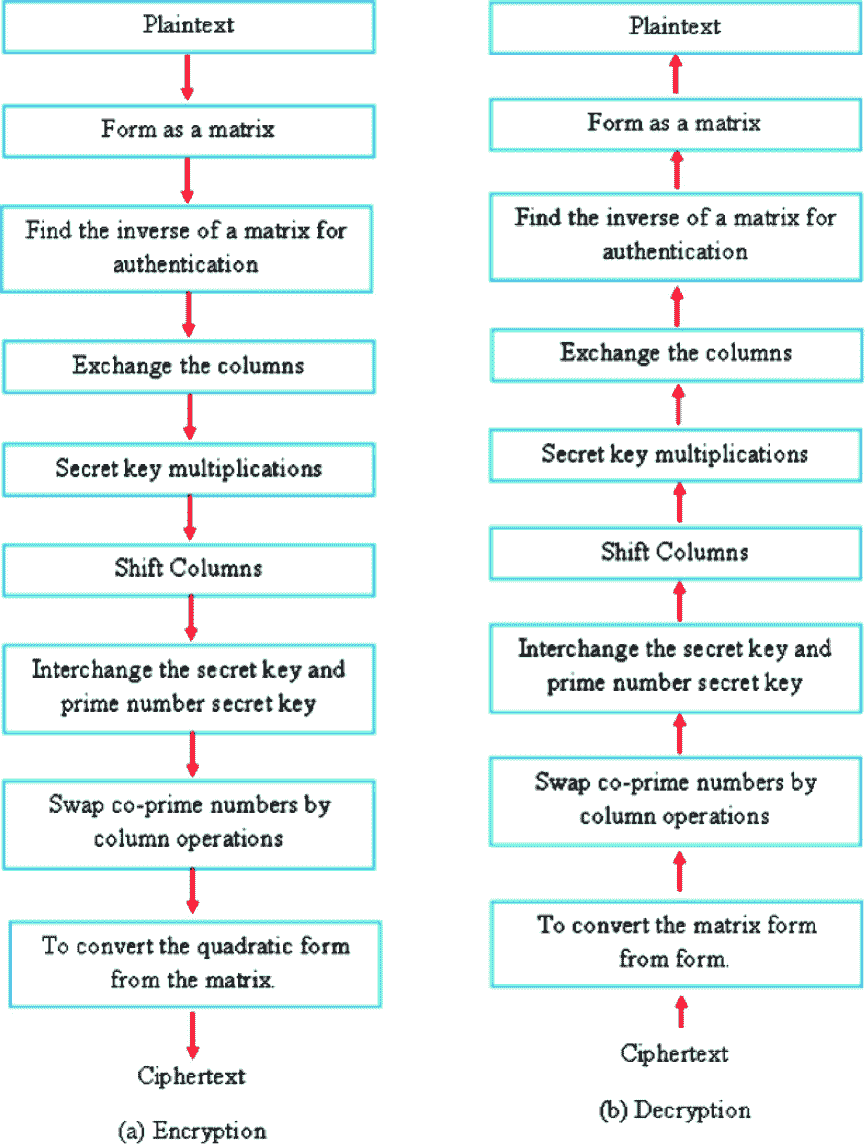 Plaintext
Form as a matrix
Find the inverse of a matrix for
authentication
Exchange the columns
Secret key multiplications
Shift Columns
Interchange the secret key and
prime number secret key
Swap co-prime numbers by
column operations
To convert the quadratic form
from the matrix.
Ciphertext
(a) Encryption
Plaintext
Form as a matrix
Find the inverse of a matrix for
authentication
Exchange the columns
Secret key multiplications
Shift Columns
Interchange the secret key and
prime number secret key
Swap co-prime numbers by
column operations
To convert the matrix form
from form.
Ciphertext
(b) Decryption